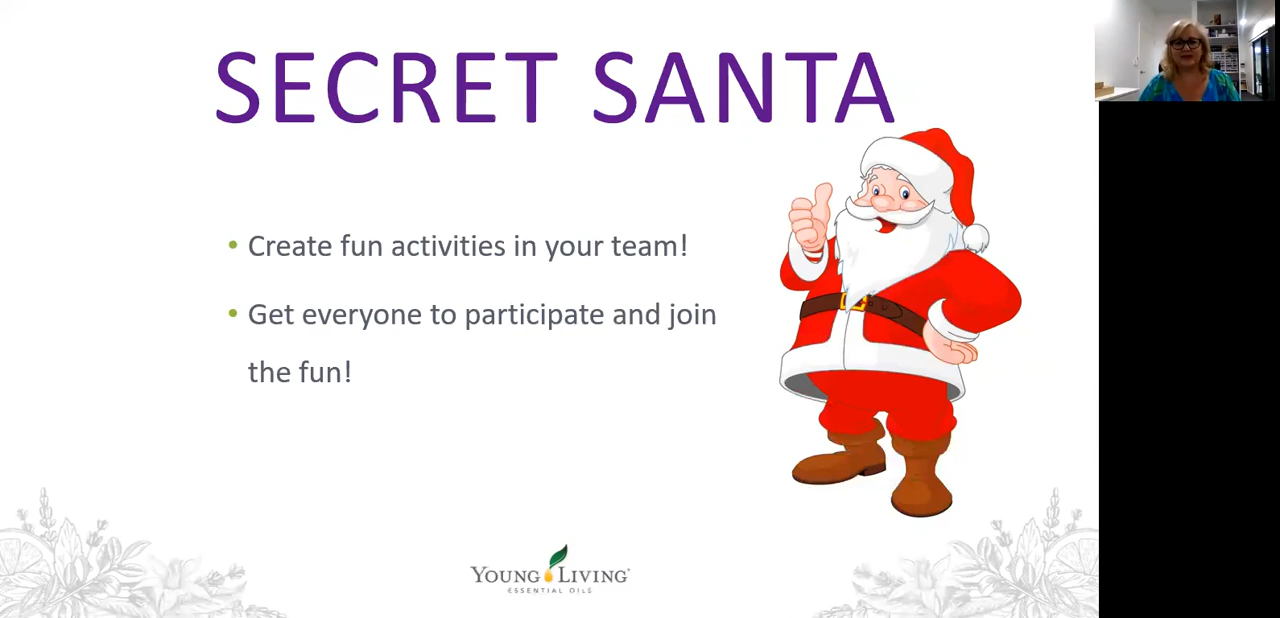 SECRET SANTA
• Create fun activities in your team!
• Get everyone to participate and join
the fun!
YOUNG LIVING®
ESSENTIAL OILS